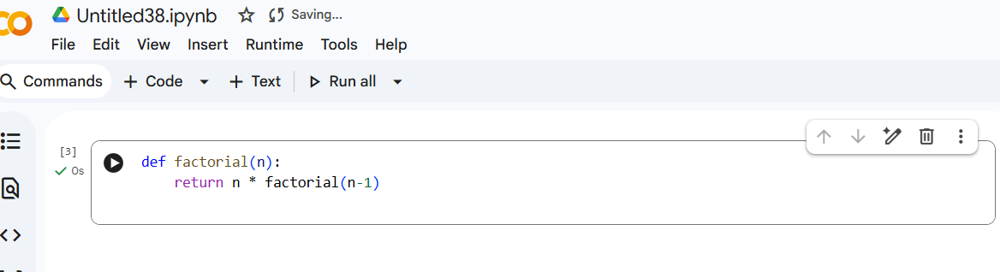 Untitled38.ipynb Saving...
File Edit View Insert Runtime Tools Help
Commands + Code + Text Run all
[3]
def factorial(n):
0s
    return n * factorial(n-1)